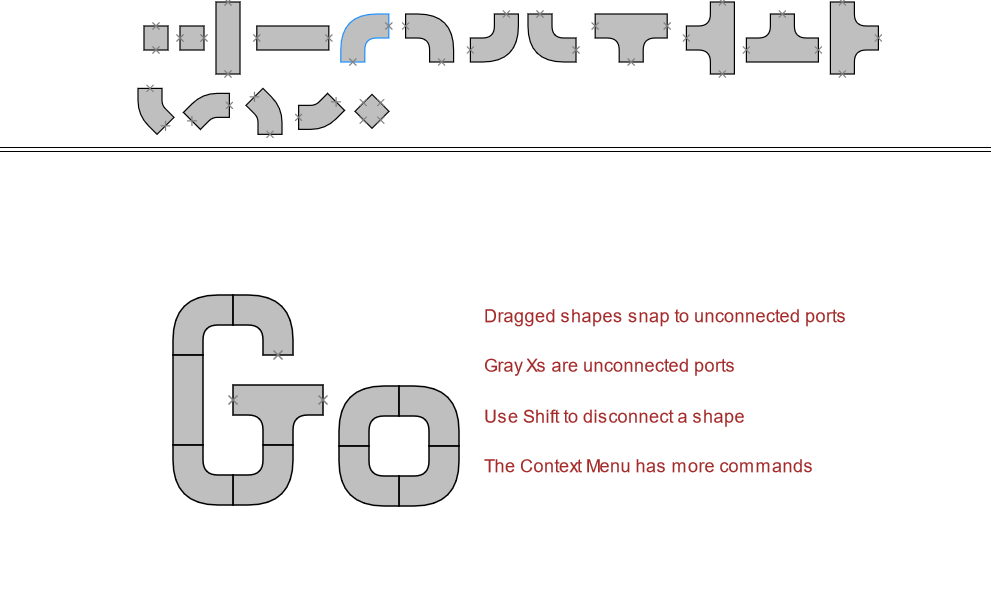 Go
Dragged shapes snap to unconnected ports
Gray Xs are unconnected ports
Use Shift to disconnect a shape
The Context Menu has more commands